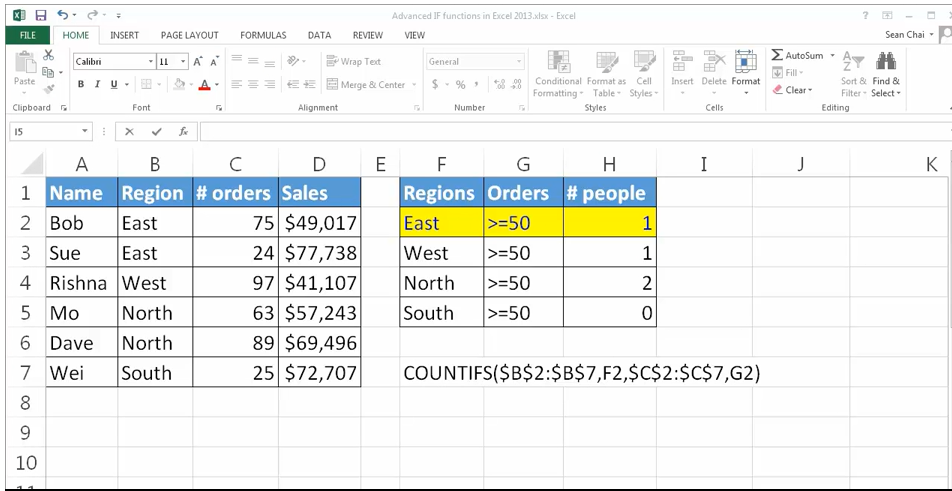 Advanced IF functions in Excel 2013.xlsx - Excel
FILE HOME INSERT PAGE LAYOUT FORMULAS DATA REVIEW VIEW Sean Chai
Calibri 11 A A Wrap Text General AutoSum
Fill
Paste B I U A Merge & Center $ % , Conditional Format as Cell Insert Delete Format Clear Sort & Find &
Formatting Table Styles Filter Select
Clipboard Font Alignment Number Styles Cells Editing
I5 fx
A B C D E F G H I J K
1 Name Region # orders Sales Regions Orders # people
2 Bob East 75 $49,017 East >=50 1
3 Sue East 24 $77,738 West >=50 1
4 Rishna West 97 $41,107 North >=50 2
5 Mo North 63 $57,243 South >=50 0
6 Dave North 89 $69,496
7 Wei South 25 $72,707 COUNTIFS($B$2:$B$7,F2,$C$2:$C$7,G2)
8
9
10